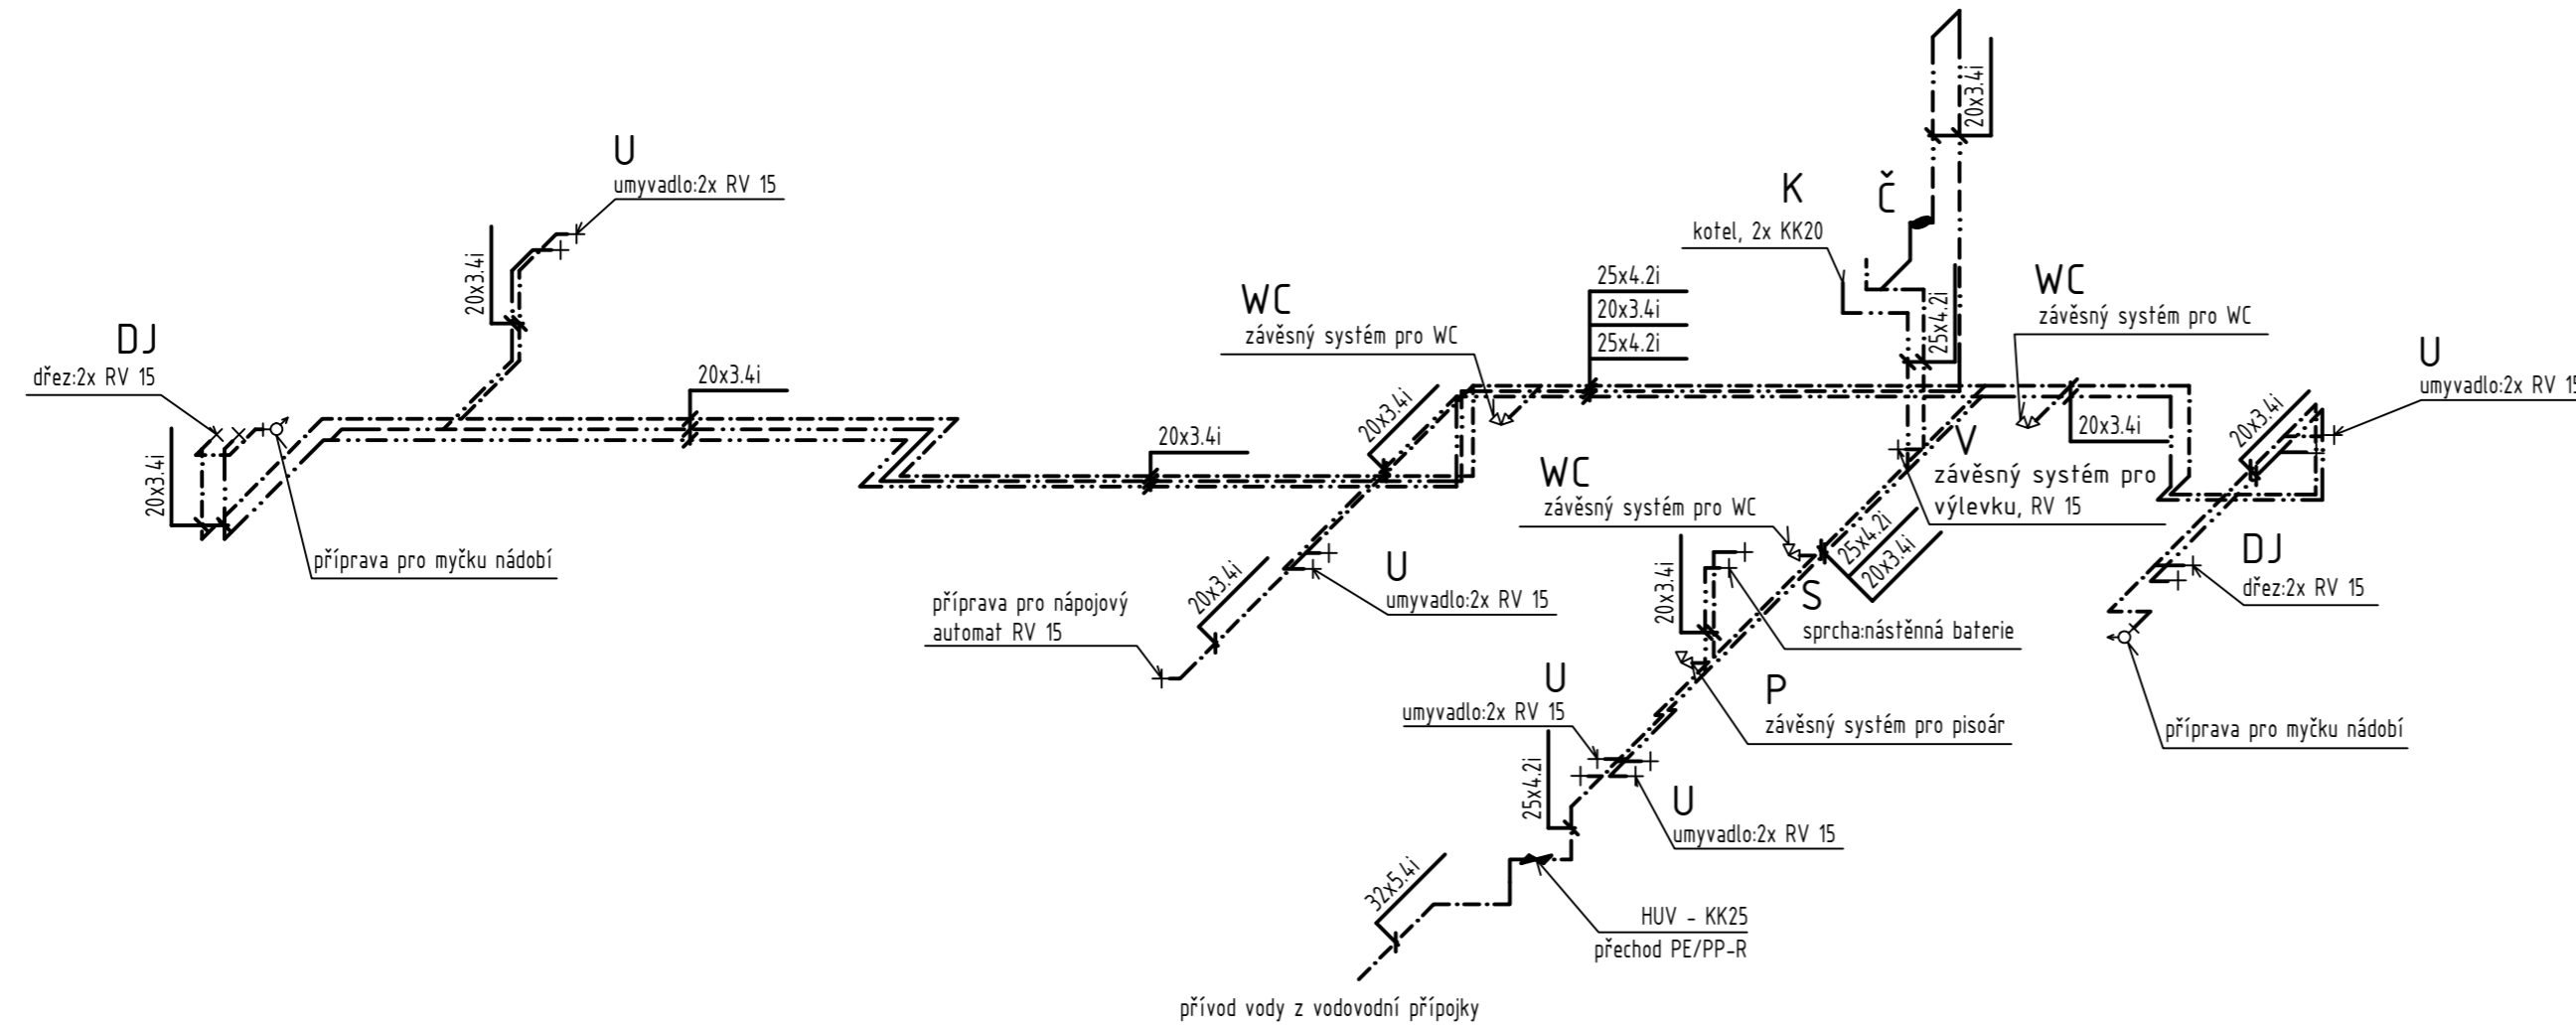 U
umyvadlo:2x RV 15
20x3.4i
DJ
dřez:2x RV 15
20x3.4i
příprava pro myčku nádobí
20x3.4i
20x3.4i
WC
závěsný systém pro WC
25x4.2i
20x3.4i
25x4.2i
20x3.4i
K
kotel, 2x KK20
Č
20x3.4i
25x4.2i
WC
závěsný systém pro WC
20x3.4i
U
umyvadlo:2x RV 15
20x3.4i
V
závěsný systém pro
výlevku, RV 15
WC
závěsný systém pro WC
25x4.2i
20x3.4i
S
sprcha:nástěnná baterie
20x3.4i
U
umyvadlo:2x RV 15
20x3.4i
příprava pro nápojový
automat RV 15
DJ
dřez:2x RV 15
příprava pro myčku nádobí
P
závěsný systém pro pisoár
U
umyvadlo:2x RV 15
25x4.2i
U
umyvadlo:2x RV 15
32x5.4i
HUV - KK25
přechod PE/PP-R
přívod vody z vodovodní přípojky